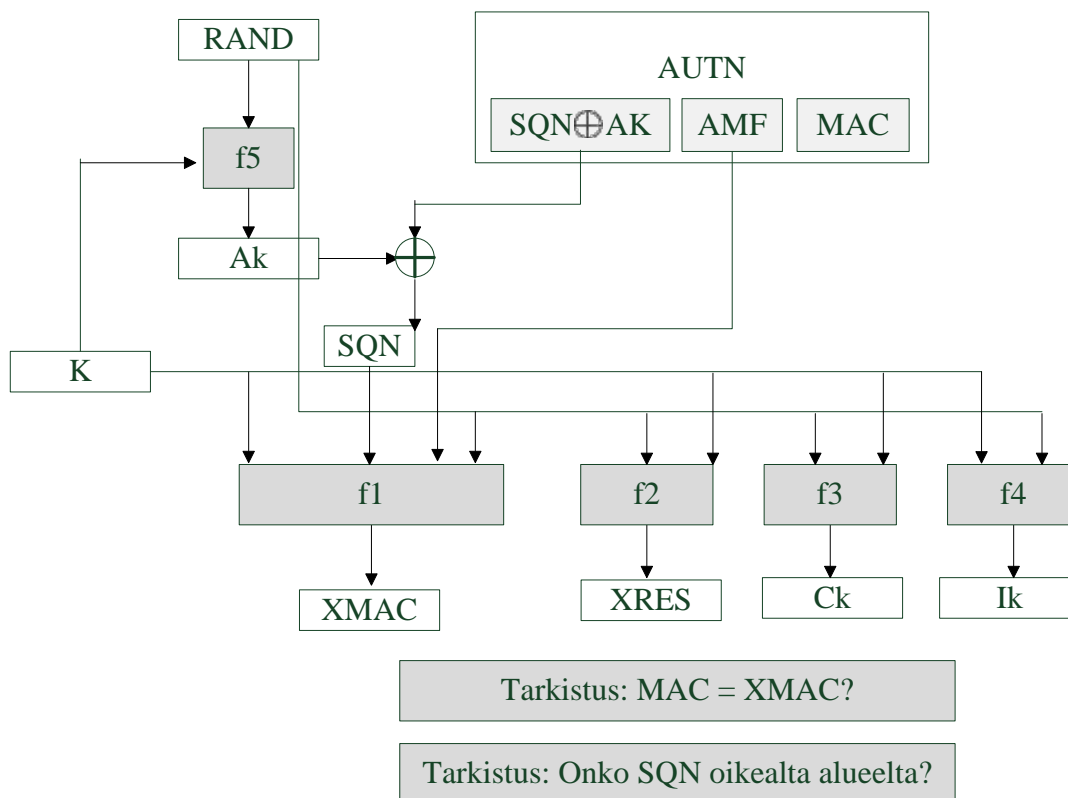 RAND
AUTN
SQN⊕AK AMF MAC
f5
Ak
SQN
K
f1 f2 f3 f4
XMAC XRES Ck Ik
Tarkistus: MAC = XMAC?
Tarkistus: Onko SQN oikealta alueelta?